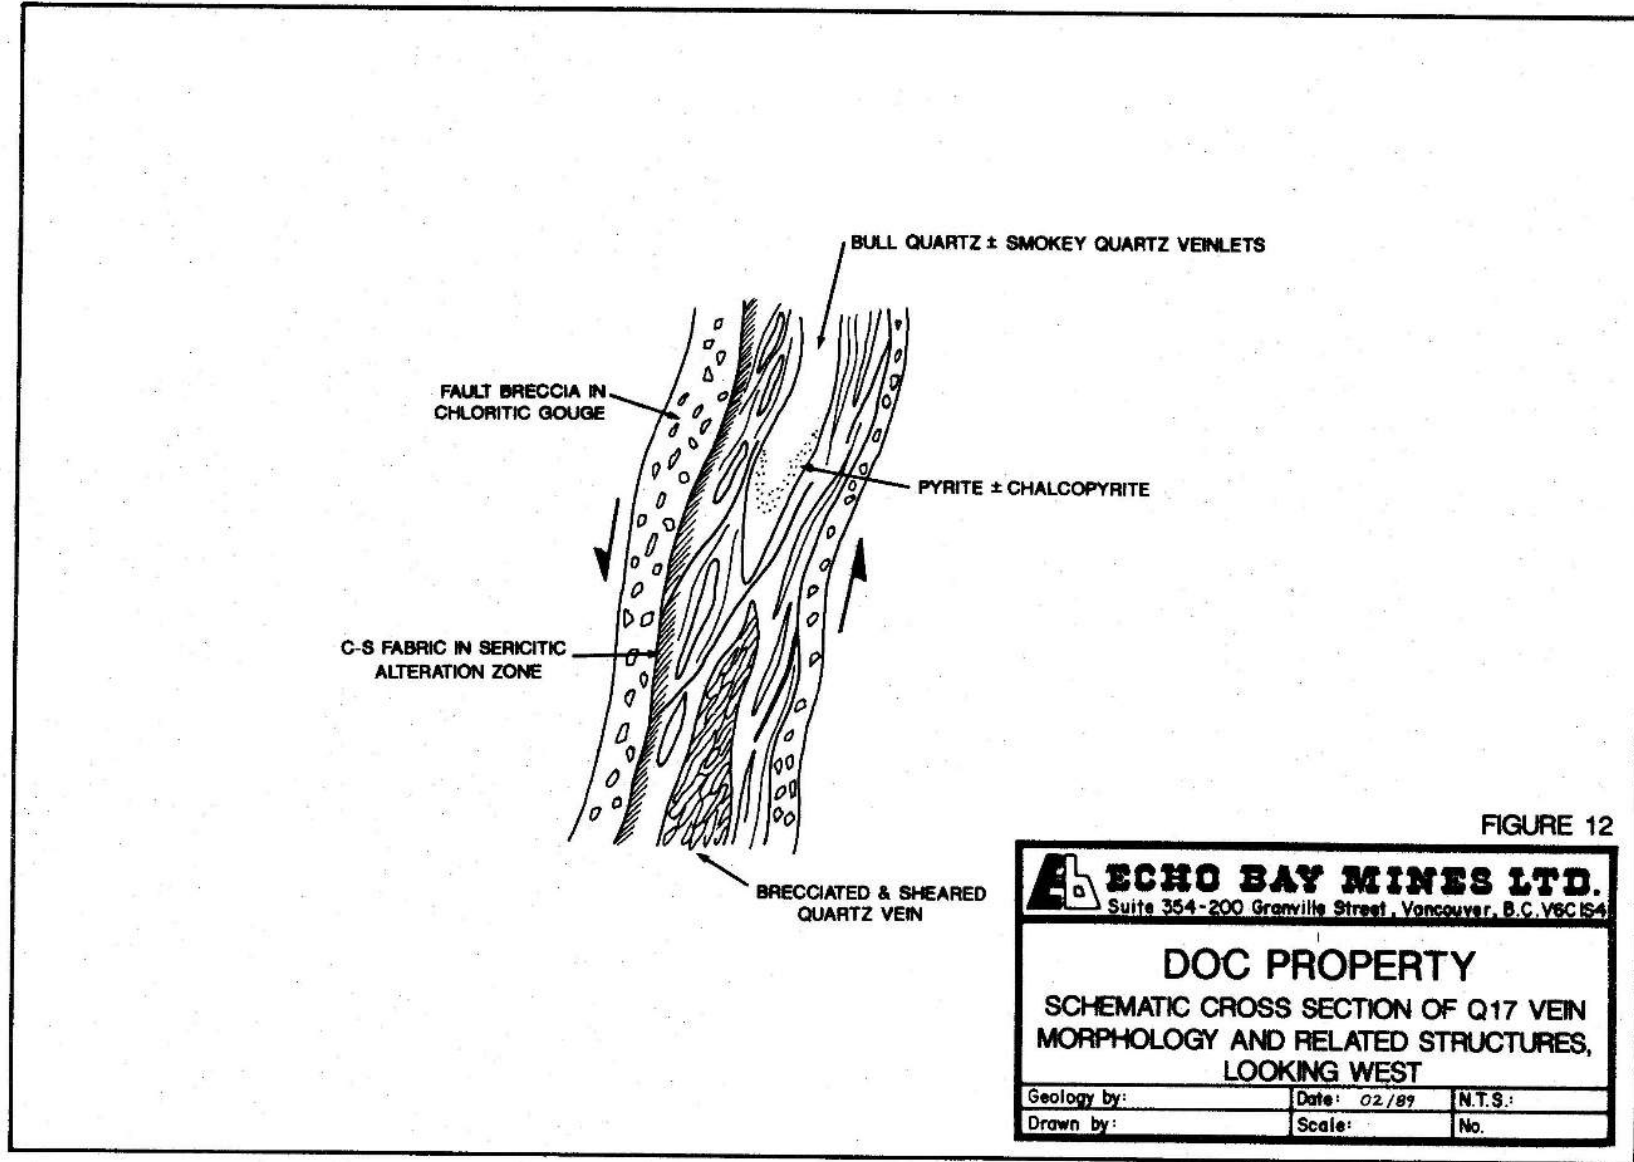 BULL QUARTZ ± SMOKEY QUARTZ VEINLETS
FAULT BRECCIA IN
CHLORITIC GOUGE
PYRITE ± CHALCOPYRITE
C-S FABRIC IN SERICITIC
ALTERATION ZONE
BRECCIATED & SHEARED
QUARTZ VEIN
FIGURE 12
ECHO BAY MINES LTD.
Suite 354-200 Granville Street, Vancouver, B.C. V6C 1S4
DOC PROPERTY
SCHEMATIC CROSS SECTION OF Q17 VEIN
MORPHOLOGY AND RELATED STRUCTURES,
LOOKING WEST
Geology by: Date: 02/89 N.T.S.:
Drawn by: Scale: No.